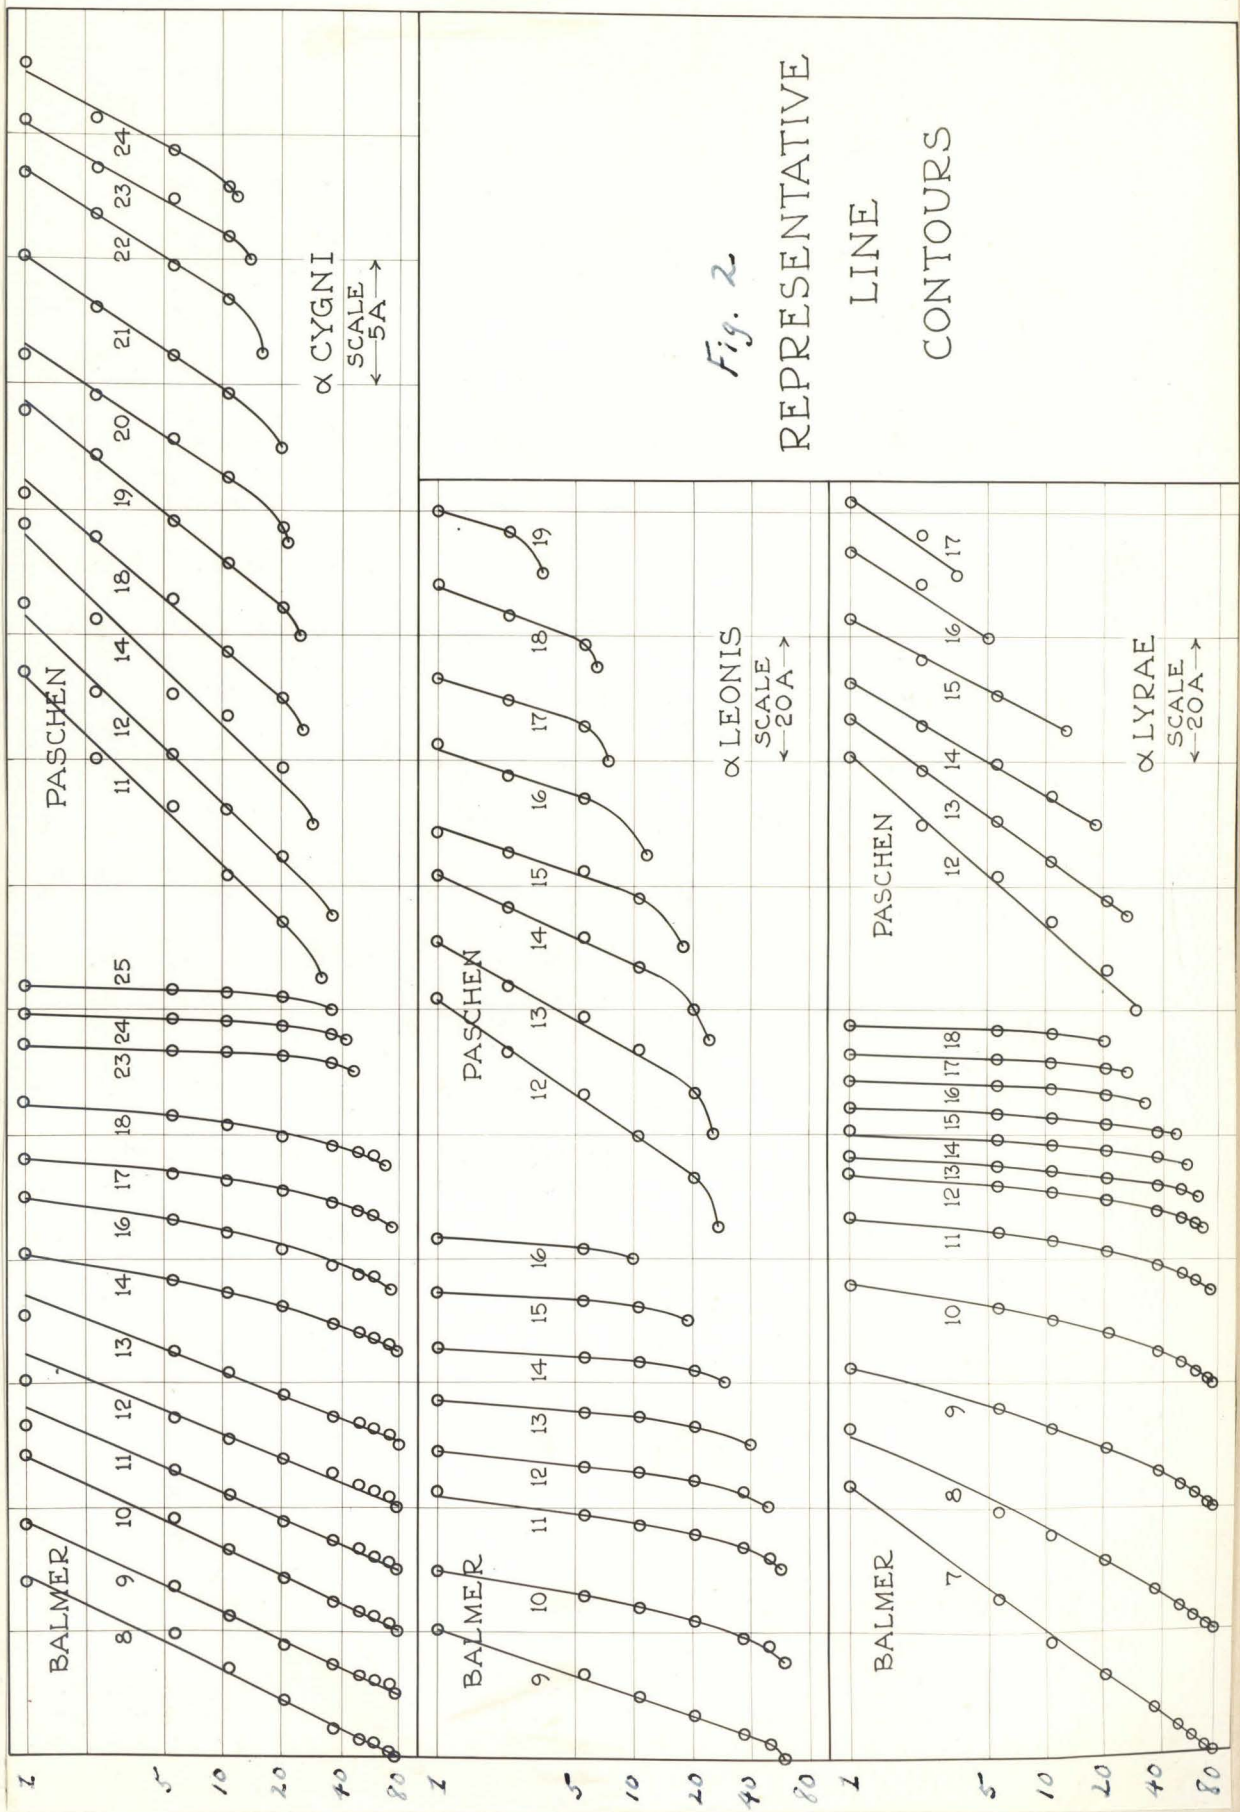 BALMER
PASCHEN
8 9 10 11 12 13 14 16 17 18 23 24 25
11 12 14 18 19 20 21 22 23 24
α CYGNI
SCALE
←5A→
1
5
10
20
40
80
BALMER
PASCHEN
9 10 11 12 13 14 15 16
12 13 14 15 16 17 18 19
α LEONIS
SCALE
←20A→
1
5
10
20
40
80
BALMER
PASCHEN
7 8 9 10 11 12 13 14 15 16 17 18
12 13 14 15 16 17
α LYRAE
SCALE
←20A→
1
5
10
20
40
80
Fig. 2
REPRESENTATIVE
LINE
CONTOURS